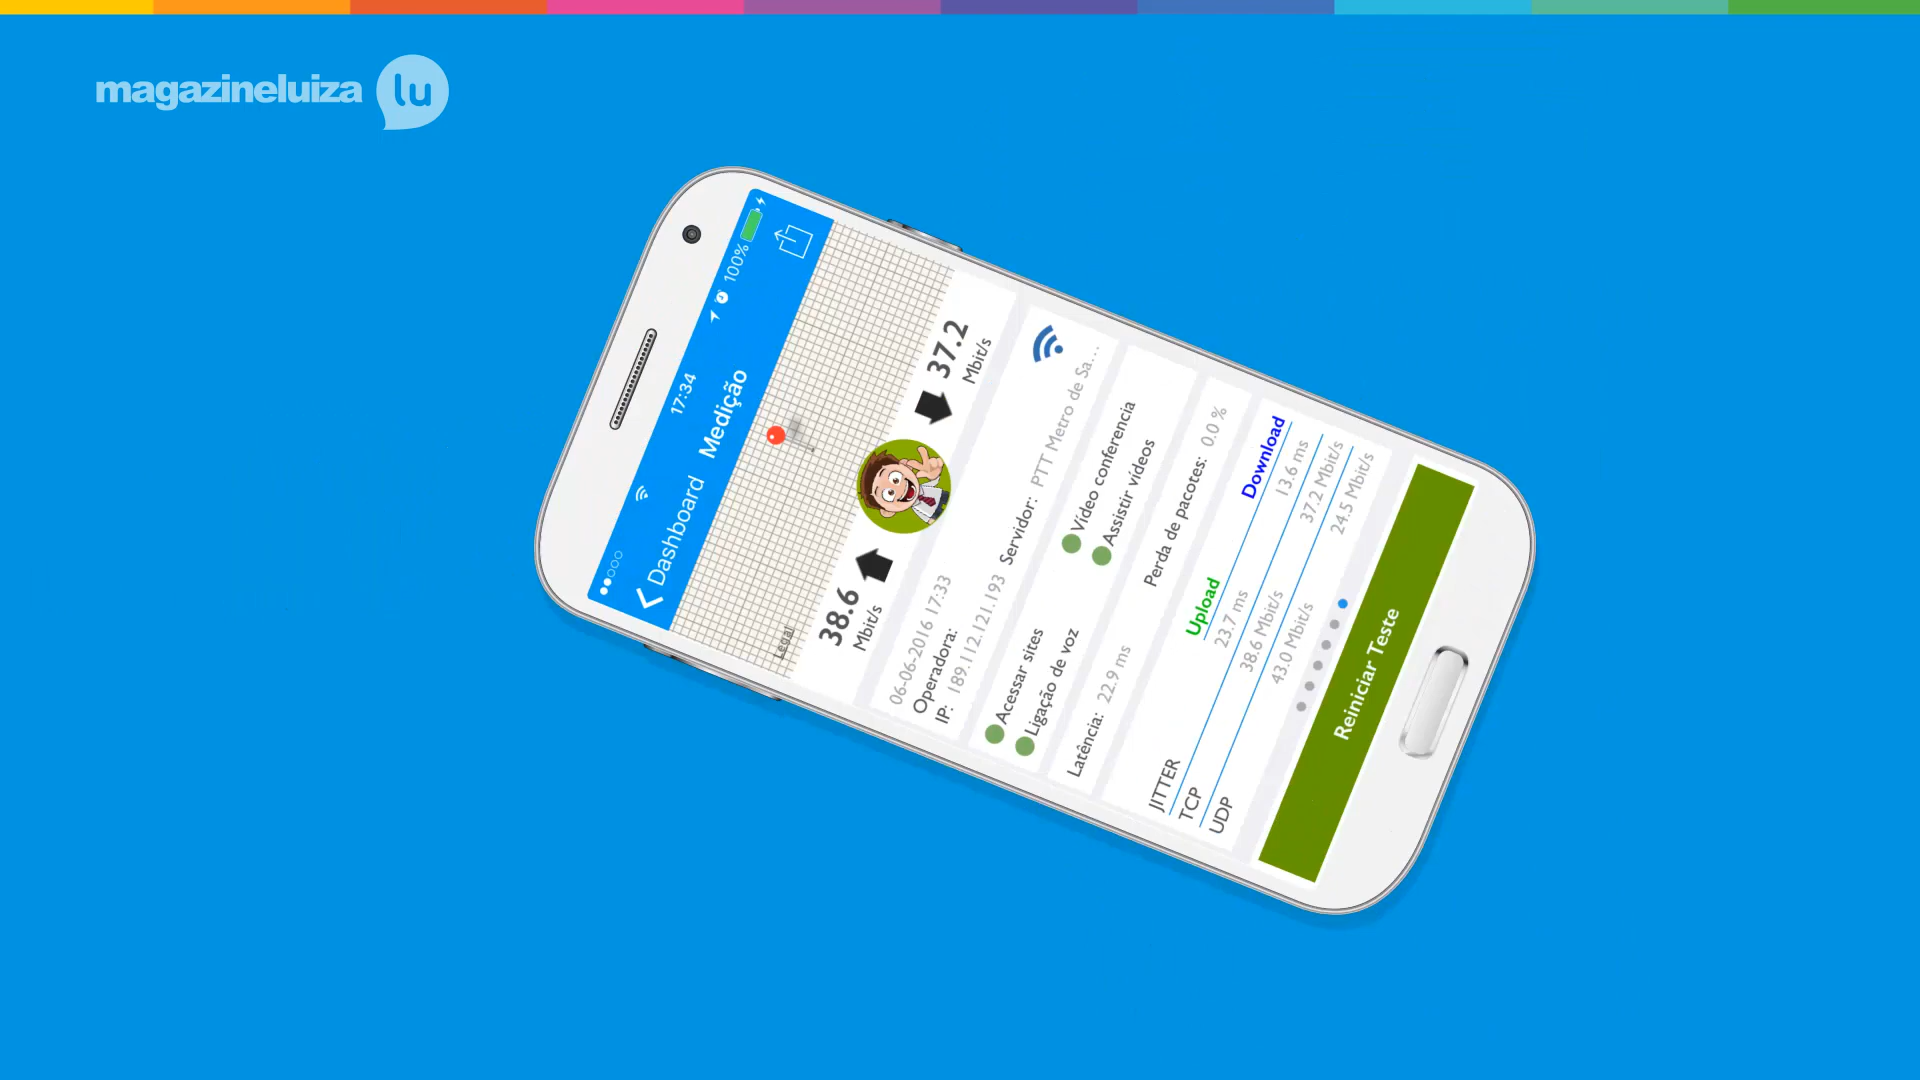 magazineluiza lu
17:34
100%
Dashboard Medição
Legal
38.6
Mbit/s
37.2
Mbit/s
06-06-2016 17:33
Operadora:
IP: 189.112.121.193 Servidor: PTT Metro de Sa...
Acessar sites
Vídeo conferencia
Ligação de voz
Assistir vídeos
Latência: 22.9 ms
Perda de pacotes: 0.0 %
Upload Download
JITTER 23.7 ms 13.6 ms
TCP 38.6 Mbit/s 37.2 Mbit/s
UDP 43.0 Mbit/s 24.5 Mbit/s
Reiniciar Teste